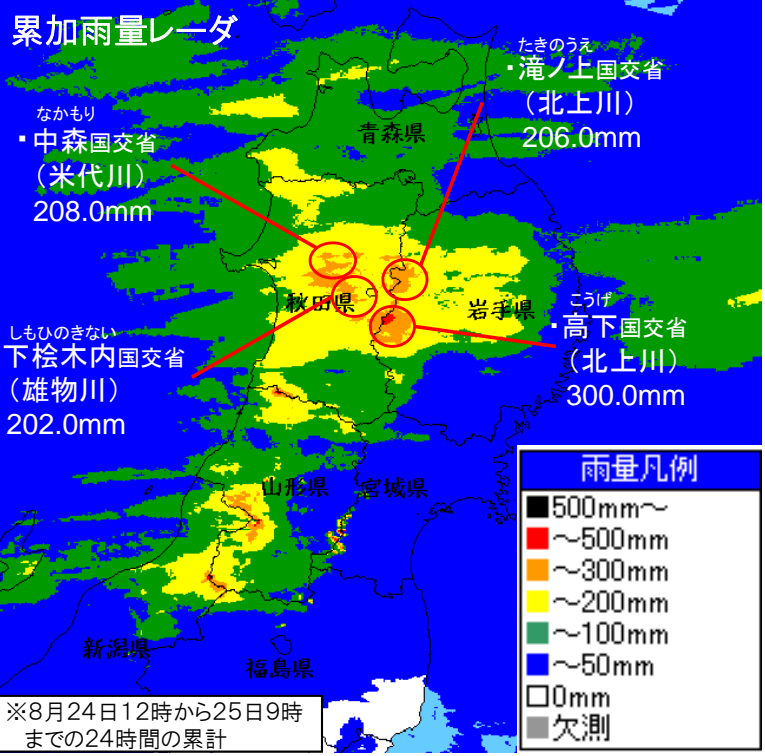 累加雨量レーダ
たきのうえ
・滝ノ上国交省
(北上川)
206.0mm
なかもり
・中森国交省
(米代川)
208.0mm
青森県
秋田県
岩手県
こうげ
・高下国交省
(北上川)
300.0mm
しもひのきない
下桧木内国交省
(雄物川)
202.0mm
山形県
宮城県
新潟県
福島県
雨量凡例
500mm～
～500mm
～300mm
～200mm
～100mm
～50mm
0mm
欠測
※8月24日12時から25日9時
までの24時間の累計